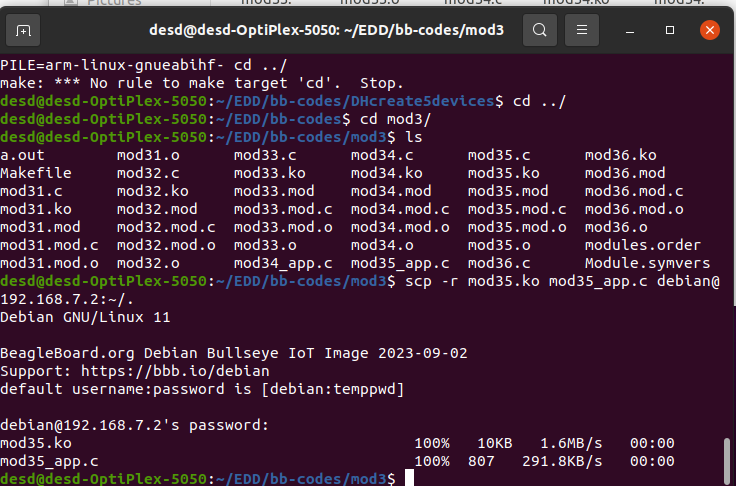 Pictures
desd@desd-OptiPlex-5050: ~/EDD/bb-codes/mod3
PILE=arm-linux-gnueabihf- cd ../
make: *** No rule to make target 'cd'.  Stop.
desd@desd-OptiPlex-5050:~/EDD/bb-codes/DHcreate5devices$ cd ../
desd@desd-OptiPlex-5050:~/EDD/bb-codes$ cd mod3/
desd@desd-OptiPlex-5050:~/EDD/bb-codes/mod3$ ls
a.out mod31.o mod33.c mod34.c mod35.c mod36.ko
Makefile mod32.c mod33.ko mod34.ko mod35.ko mod36.mod
mod31.c mod32.ko mod33.mod mod34.mod mod35.mod mod36.mod.c
mod31.ko mod32.mod mod33.mod.c mod34.mod.c mod35.mod.c mod36.mod.o
mod31.mod mod32.mod.c mod33.mod.o mod34.mod.o mod35.mod.o mod36.o
mod31.mod.c mod32.mod.o mod33.o mod34.o mod35.o modules.order
mod31.mod.o mod32.o mod34_app.c mod35_app.c mod36.c Module.symvers
desd@desd-OptiPlex-5050:~/EDD/bb-codes/mod3$ scp -r mod35.ko mod35_app.c debian@
192.168.7.2:~/.
Debian GNU/Linux 11
BeagleBoard.org Debian Bullseye IoT Image 2023-09-02
Support: https://bbb.io/debian
default username:password is [debian:temppwd]
debian@192.168.7.2's password:
mod35.ko 100% 10KB 1.6MB/s 00:00
mod35_app.c 100% 807 291.8KB/s 00:00
desd@desd-OptiPlex-5050:~/EDD/bb-codes/mod3$